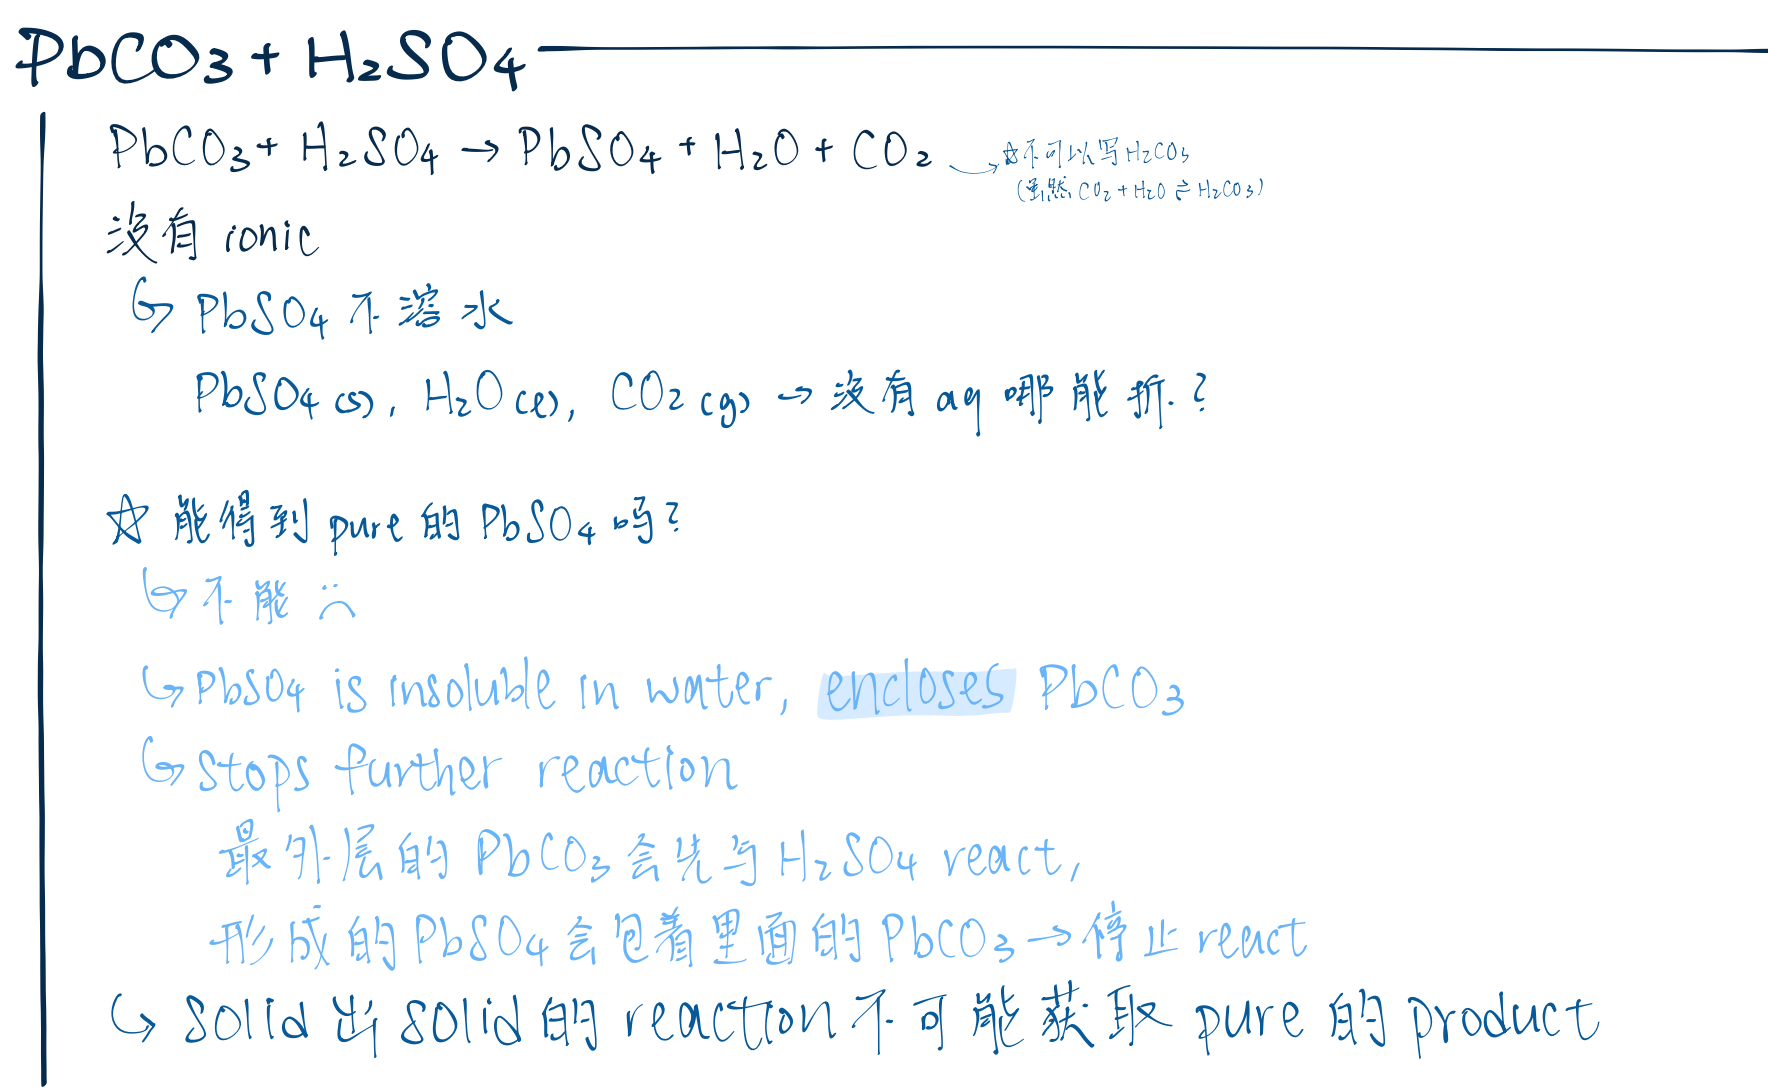 PbCO₃ + H₂SO₄
PbCO₃ + H₂SO₄ → PbSO₄ + H₂O + CO₂
☆不可以写H₂CO₃
(虽然 CO₂ + H₂O ⇌ H₂CO₃)
没有 ionic
↪ PbSO₄ 不溶水
PbSO₄(s), H₂O(l), CO₂(g) → 没有 aq 哪能折?
☆ 能得到 pure 的 PbSO₄ 吗?
↪ 不能 :(
↪ PbSO₄ is insoluble in water, encloses PbCO₃
↪ Stops further reaction
最外层的 PbCO₃ 会先与 H₂SO₄ react,
形成的 PbSO₄ 会包着里面的 PbCO₃ → 停止 react
↪ solid 出 solid 的 reaction 不可能获取 pure 的 product